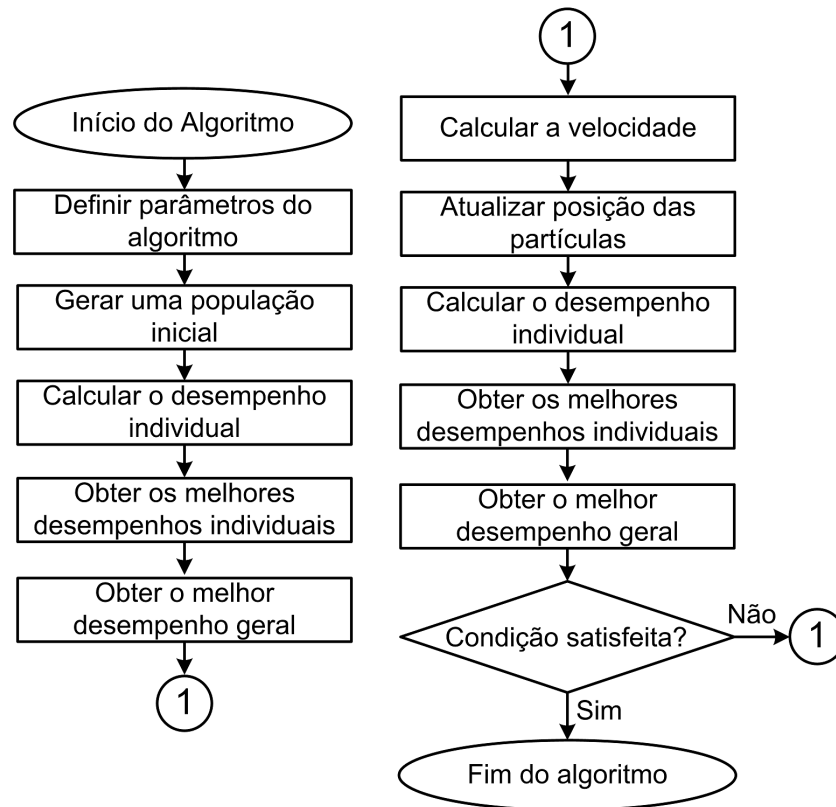 Início do Algoritmo
Definir parâmetros do
algoritmo
Gerar uma população
inicial
Calcular o desempenho
individual
Obter os melhores
desempenhos individuais
Obter o melhor
desempenho geral
1
1
Calcular a velocidade
Atualizar posição das
partículas
Calcular o desempenho
individual
Obter os melhores
desempenhos individuais
Obter o melhor
desempenho geral
Condição satisfeita?
Não
1
Sim
Fim do algoritmo